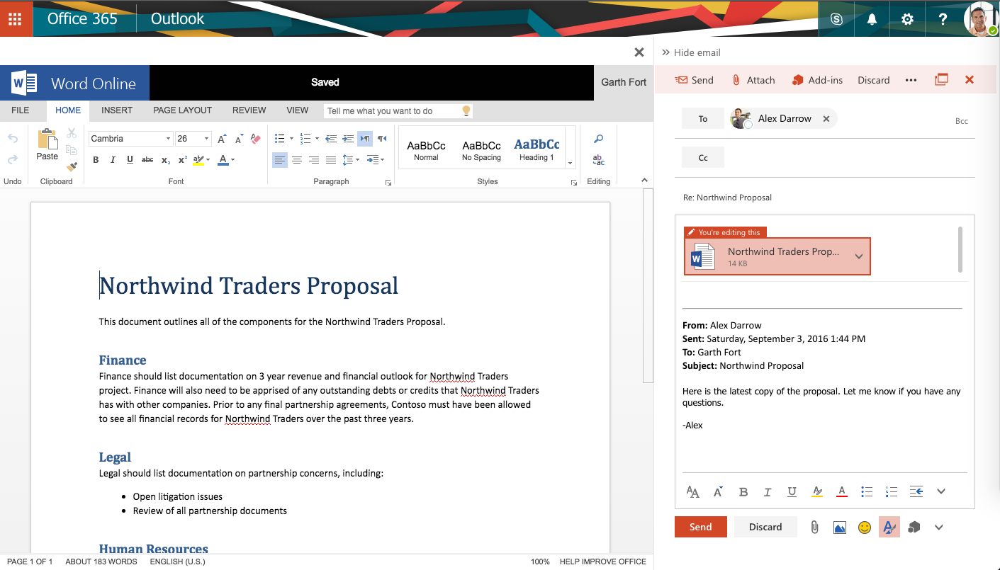 Office 365 Outlook
Hide email
Word Online
Saved
Garth Fort
FILE HOME INSERT PAGE LAYOUT REVIEW VIEW Tell me what you want to do
Paste
Cambria 26
B I U abc x₂ x² A
AaBbCc AaBbCc AaBbCc
Normal No Spacing Heading 1
Undo Clipboard Font Paragraph Styles Editing
Northwind Traders Proposal
This document outlines all of the components for the Northwind Traders Proposal.
Finance
Finance should list documentation on 3 year revenue and financial outlook for Northwind Traders
project. Finance will also need to be apprised of any outstanding debts or credits that Northwind Traders
has with other companies. Prior to any final partnership agreements, Contoso must have been allowed
to see all financial records for Northwind Traders over the past three years.
Legal
Legal should list documentation on partnership concerns, including:
• Open litigation issues
• Review of all partnership documents
Human Resources
PAGE 1 OF 1 ABOUT 183 WORDS ENGLISH (U.S.) 100% HELP IMPROVE OFFICE
Send Attach Add-ins Discard
To Alex Darrow Bcc
Cc
Re: Northwind Proposal
You're editing this
Northwind Traders Prop...
14 KB
From: Alex Darrow
Sent: Saturday, September 3, 2016 1:44 PM
To: Garth Fort
Subject: Northwind Proposal
Here is the latest copy of the proposal. Let me know if you have any
questions.
-Alex
AA A B I U A A
Send Discard